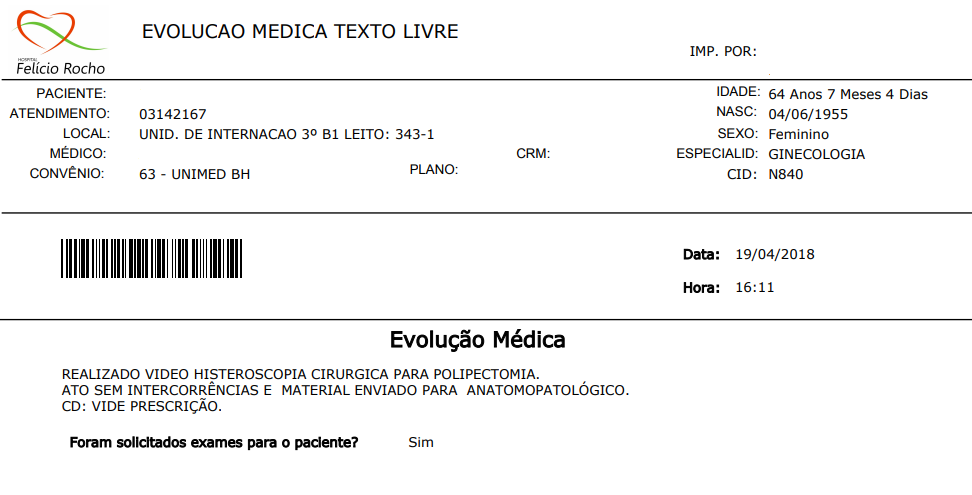 HOSPITAL
Felício Rocho
EVOLUCAO MEDICA TEXTO LIVRE
IMP. POR:
PACIENTE:
IDADE: 64 Anos 7 Meses 4 Dias
ATENDIMENTO: 03142167
NASC: 04/06/1955
LOCAL: UNID. DE INTERNACAO 3º B1 LEITO: 343-1
SEXO: Feminino
MÉDICO:
CRM:
ESPECIALID: GINECOLOGIA
CONVÊNIO: 63 - UNIMED BH
PLANO:
CID: N840
Data: 19/04/2018
Hora: 16:11
Evolução Médica
REALIZADO VIDEO HISTEROSCOPIA CIRURGICA PARA POLIPECTOMIA.
ATO SEM INTERCORRÊNCIAS E MATERIAL ENVIADO PARA ANATOMOPATOLÓGICO.
CD: VIDE PRESCRIÇÃO.
Foram solicitados exames para o paciente? Sim